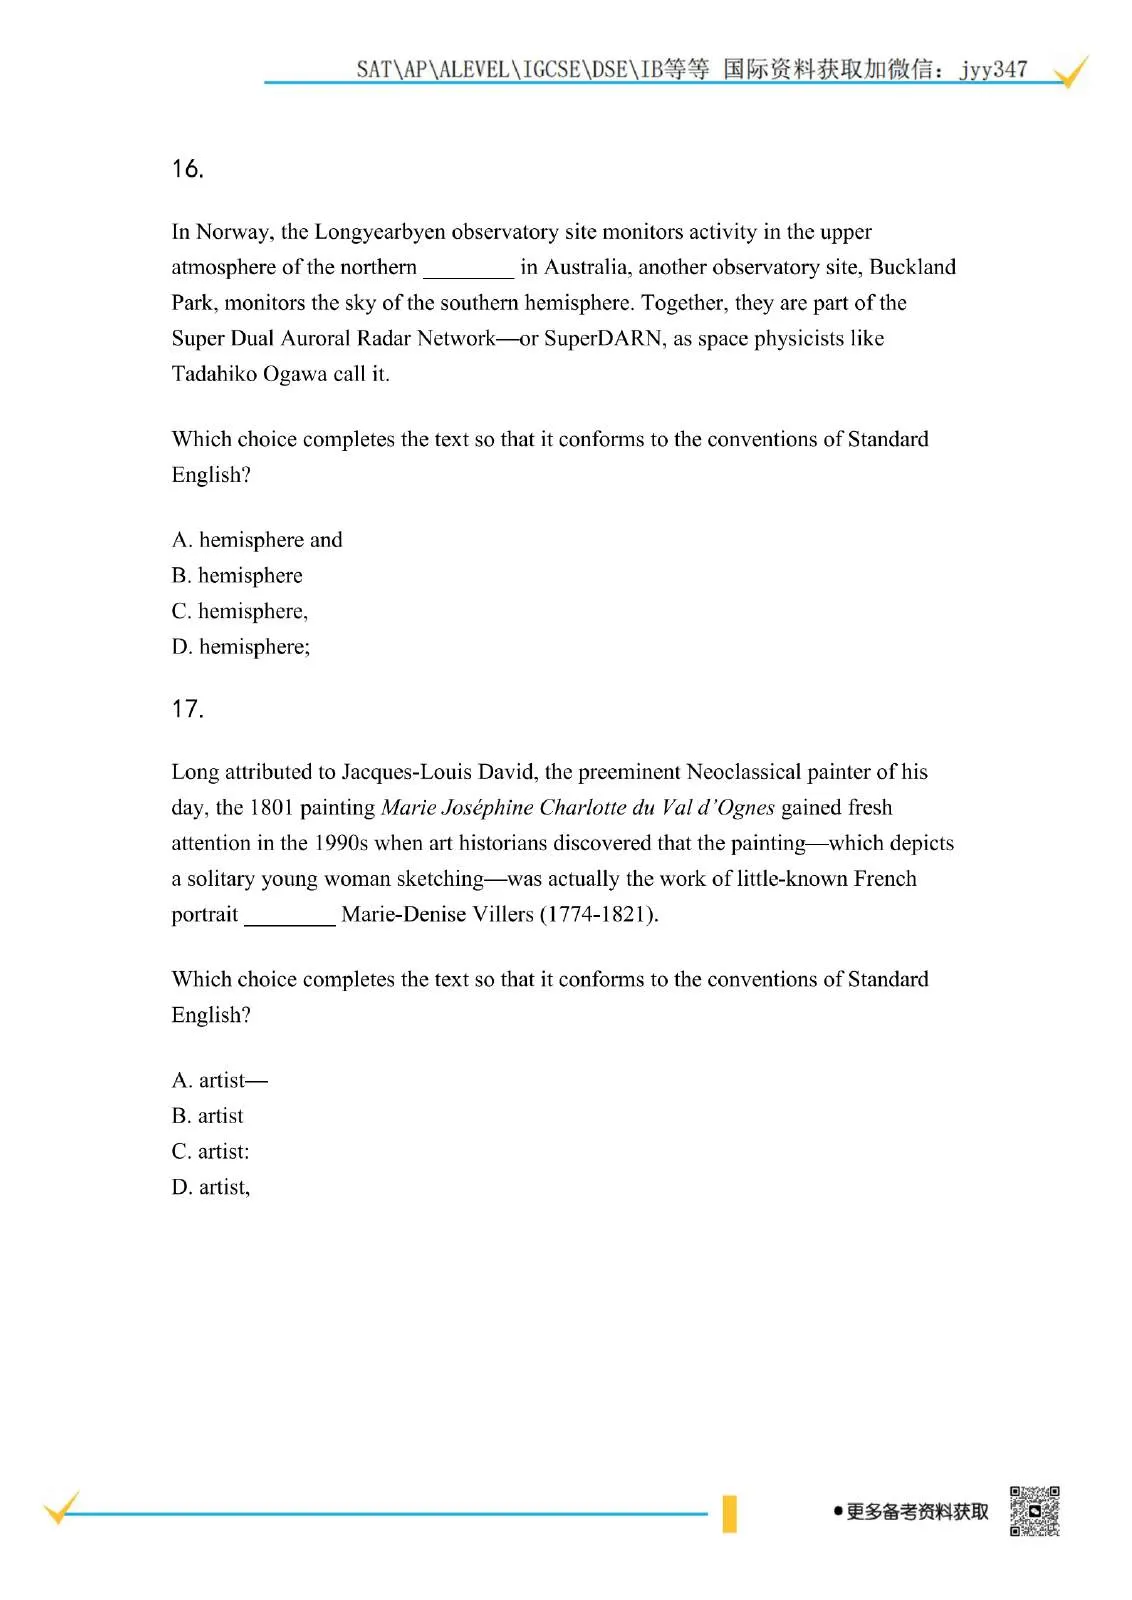 SAT\AP\ALEVEL\IGCSE\DSE\IB等等 国际资料获取加微信：jyy347
16.
In Norway, the Longyearbyen observatory site monitors activity in the upper
atmosphere of the northern ________ in Australia, another observatory site, Buckland
Park, monitors the sky of the southern hemisphere. Together, they are part of the
Super Dual Auroral Radar Network—or SuperDARN, as space physicists like
Tadahiko Ogawa call it.
Which choice completes the text so that it conforms to the conventions of Standard
English?
A. hemisphere and
B. hemisphere
C. hemisphere,
D. hemisphere;
17.
Long attributed to Jacques-Louis David, the preeminent Neoclassical painter of his
day, the 1801 painting Marie Joséphine Charlotte du Val d’Ognes gained fresh
attention in the 1990s when art historians discovered that the painting—which depicts
a solitary young woman sketching—was actually the work of little-known French
portrait ________ Marie-Denise Villers (1774-1821).
Which choice completes the text so that it conforms to the conventions of Standard
English?
A. artist—
B. artist
C. artist:
D. artist,
●更多备考资料获取